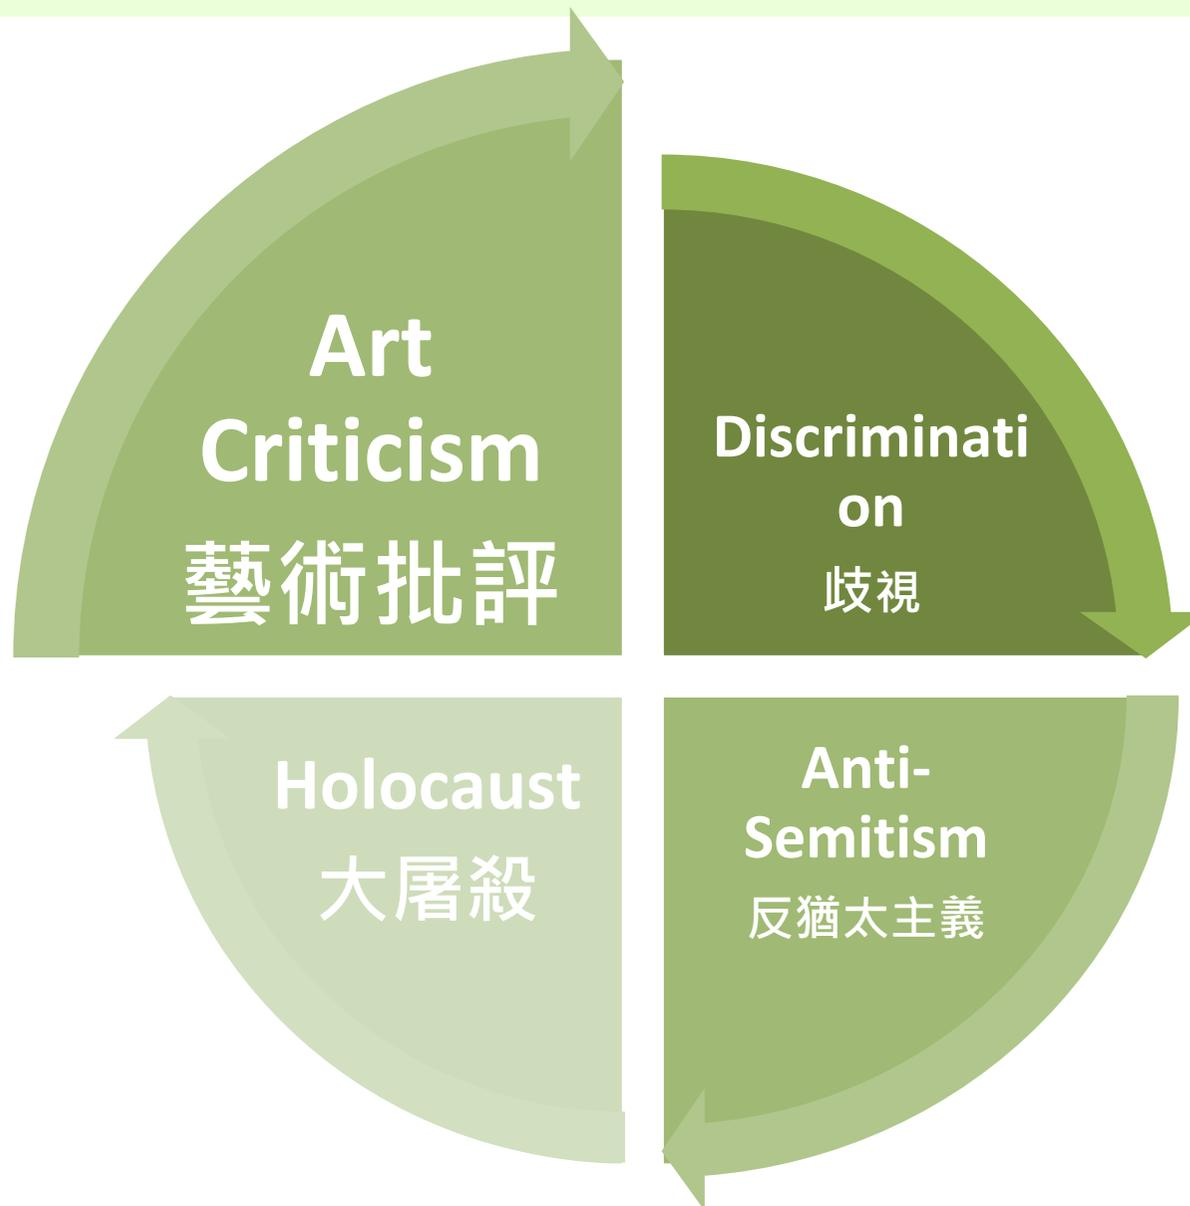 Art
Criticism
藝術批評
Discriminati
on
歧視
Holocaust
大屠殺
Anti-
Semitism
反猶太主義